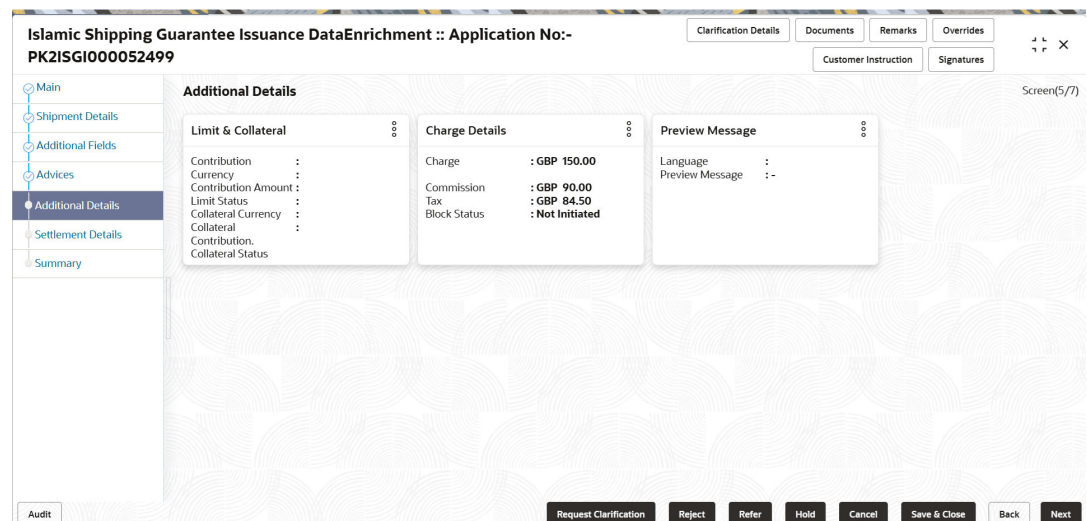 Islamic Shipping Guarantee Issuance DataEnrichment :: Application No:-
PK2ISGI000052499
Clarification Details
Documents
Remarks
Overrides
Customer Instruction
Signatures
Main
Shipment Details
Additional Fields
Advices
Additional Details
Settlement Details
Summary
Additional Details
Screen(5/7)
Limit & Collateral
Contribution :
Currency :
Contribution Amount :
Limit Status :
Collateral Currency :
Collateral :
Contribution.
Collateral Status
Charge Details
Charge : GBP 150.00
Commission : GBP 90.00
Tax : GBP 84.50
Block Status : Not Initiated
Preview Message
Language :
Preview Message : -
Audit
Request Clarification
Reject
Refer
Hold
Cancel
Save & Close
Back
Next